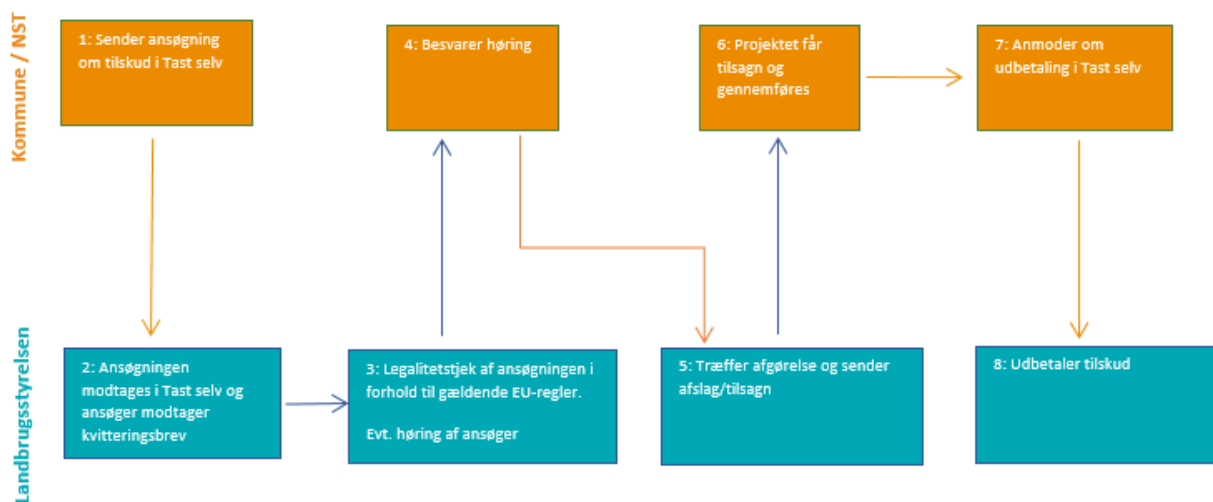 Kommune / NST
1: Sender ansøgning
om tilskud i Tast selv
4: Besvarer høring
6: Projektet får
tilsagn og
gennemføres
7: Anmoder om
udbetaling i Tast selv
Landbrugsstyrelsen
2: Ansøgningen
modtages i Tast selv og
ansøger modtager
kvitteringsbrev
3: Legalitetstjek af ansøgningen i
forhold til gældende EU-regler.
Evt. høring af ansøger
5: Træffer afgørelse og sender
afslag/tilsagn
8: Udbetaler tilskud